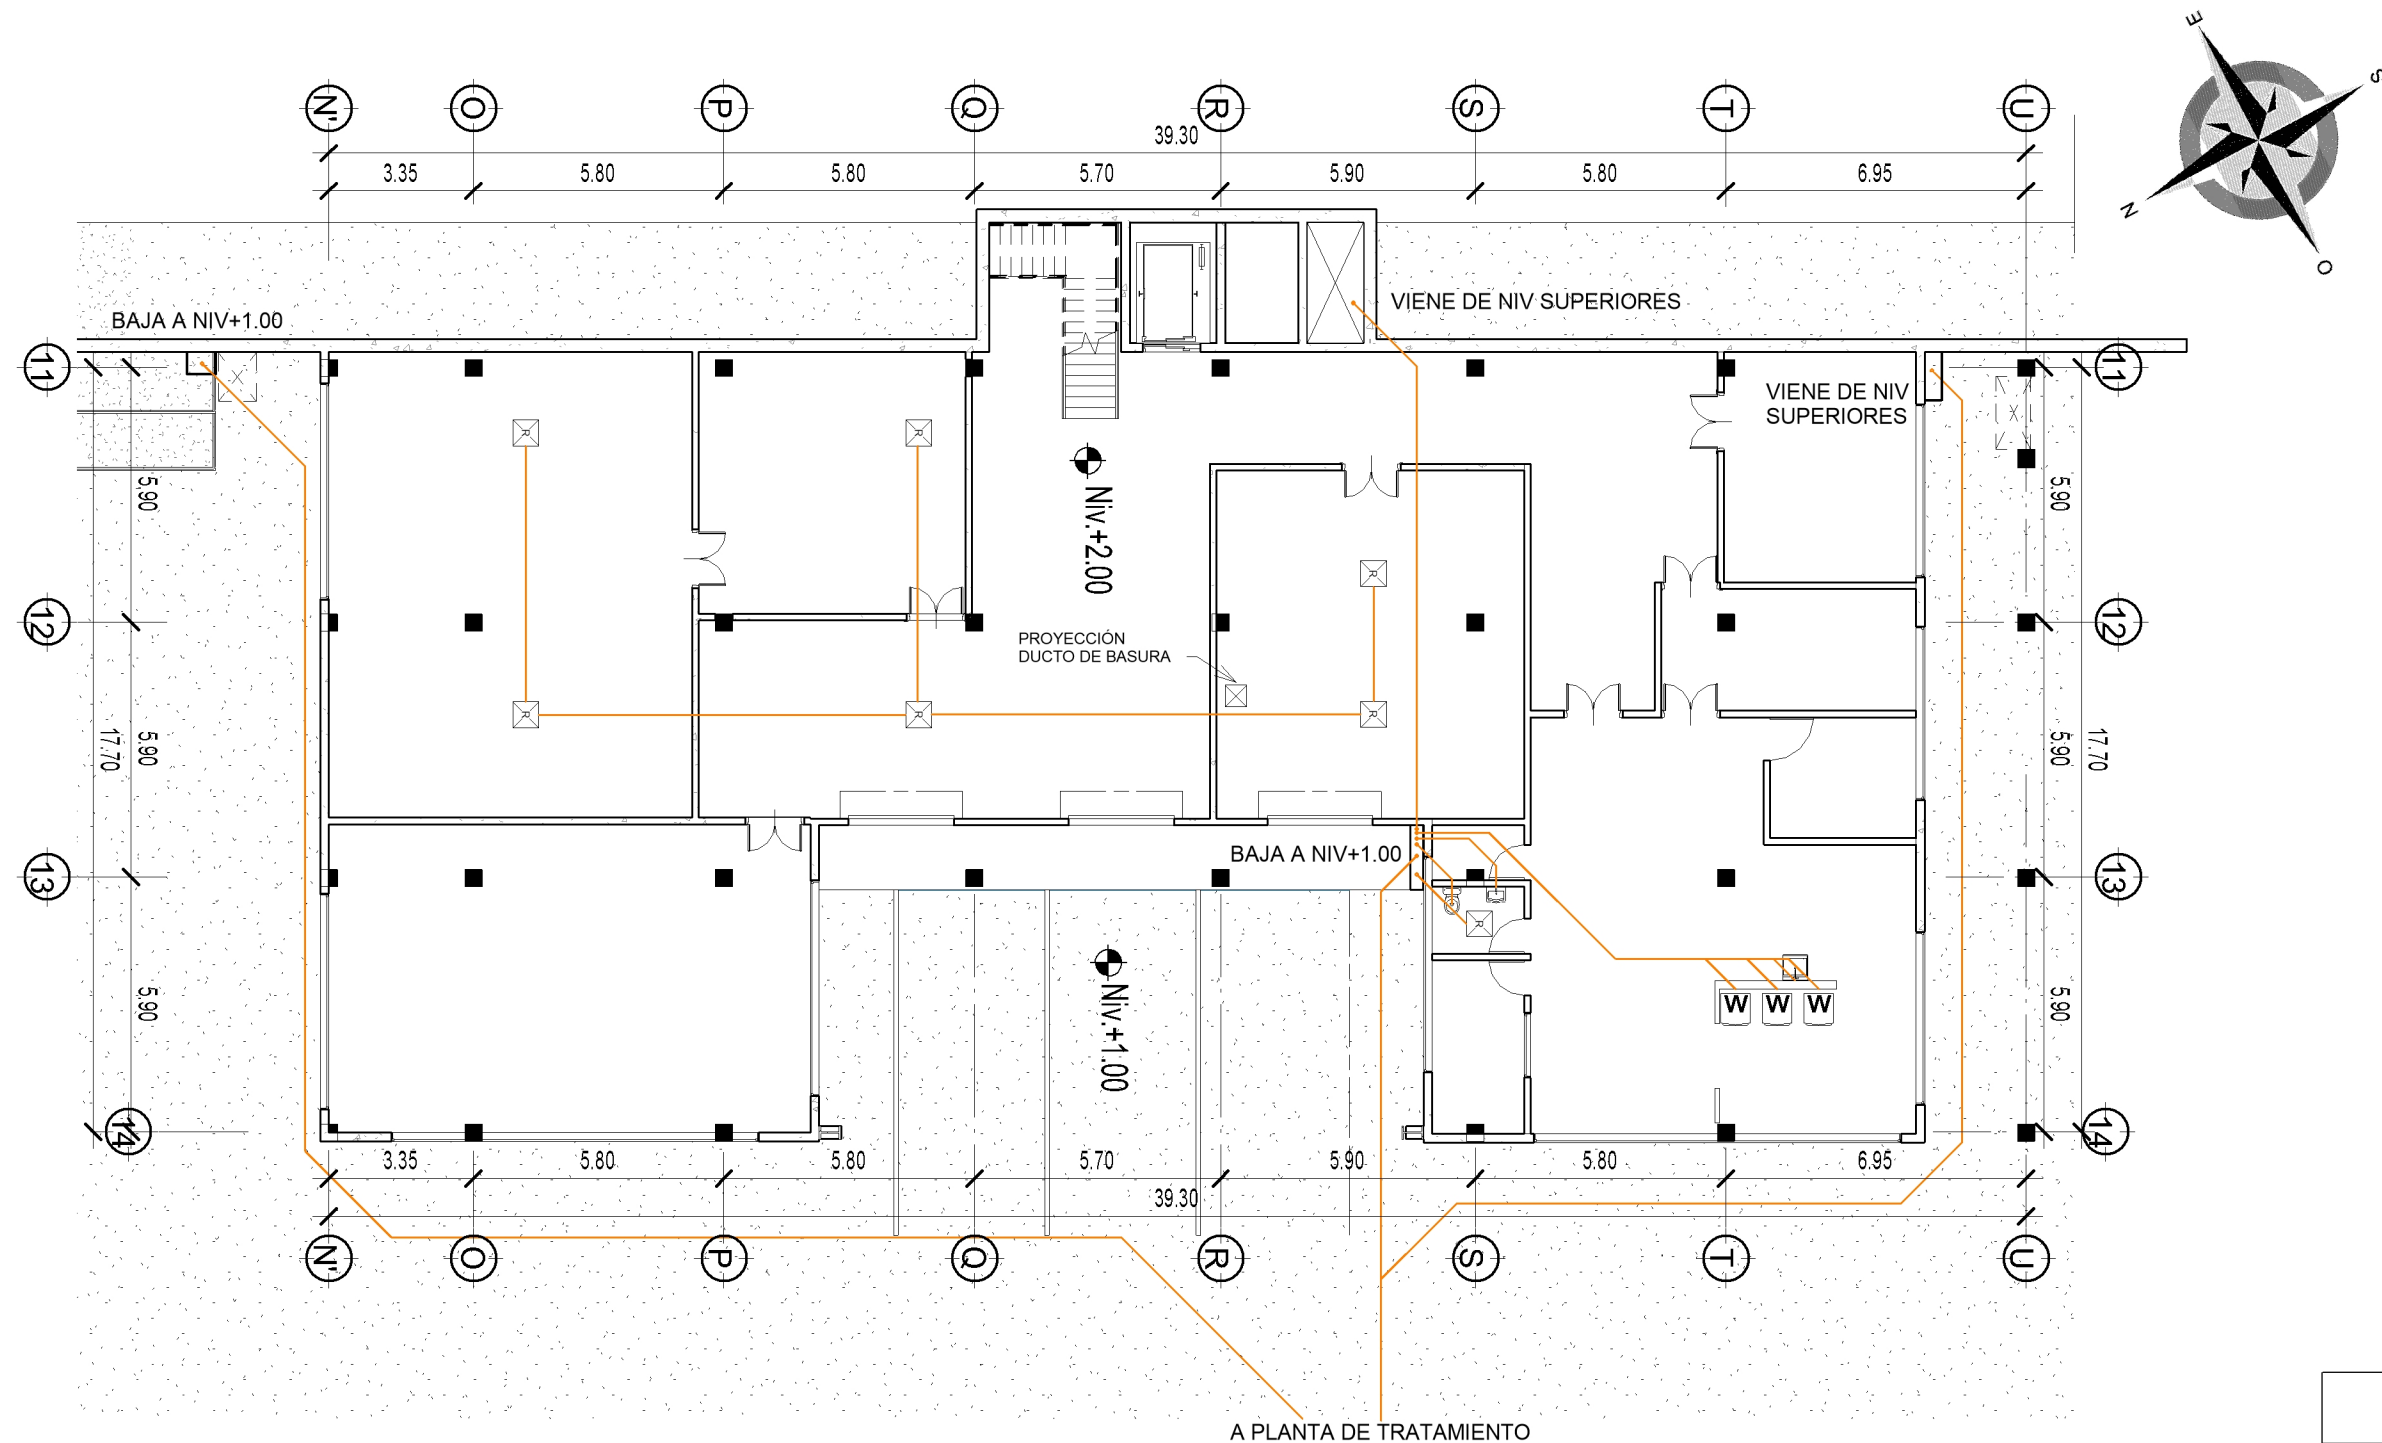 E
S
N
O
N'
O
P
Q
R
S
T
U
39.30
3.35
5.80
5.80
5.70
5.90
5.80
6.95
BAJA A NIV+1.00
VIENE DE NIV SUPERIORES
VIENE DE NIV
SUPERIORES
11
11
R
R
5.90
5.90
Niv.+2.00
R
12
12
PROYECCIÓN
DUCTO DE BASURA
R
R
R
17.70
5.90
5.90
17.70
BAJA A NIV+1.00
13
13
R
5.90
Niv.+1.00
W
W
W
5.90
14
14
3.35
5.80
5.80
5.70
5.90
5.80
6.95
39.30
N'
O
P
Q
R
S
T
U
A PLANTA DE TRATAMIENTO